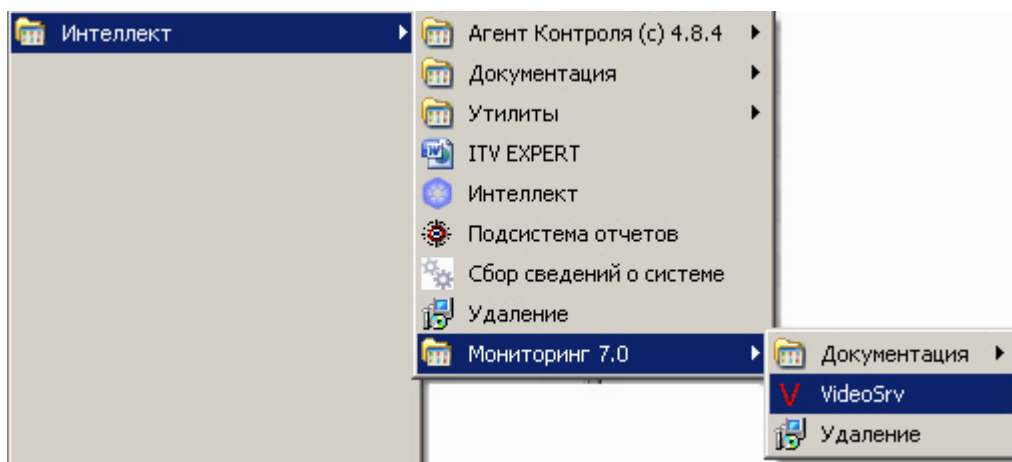 Интеллект
Агент Контроля (c) 4.8.4
Документация
Утилиты
ITV EXPERT
Интеллект
Подсистема отчетов
Сбор сведений о системе
Удаление
Мониторинг 7.0
Документация
VideoSrv
Удаление